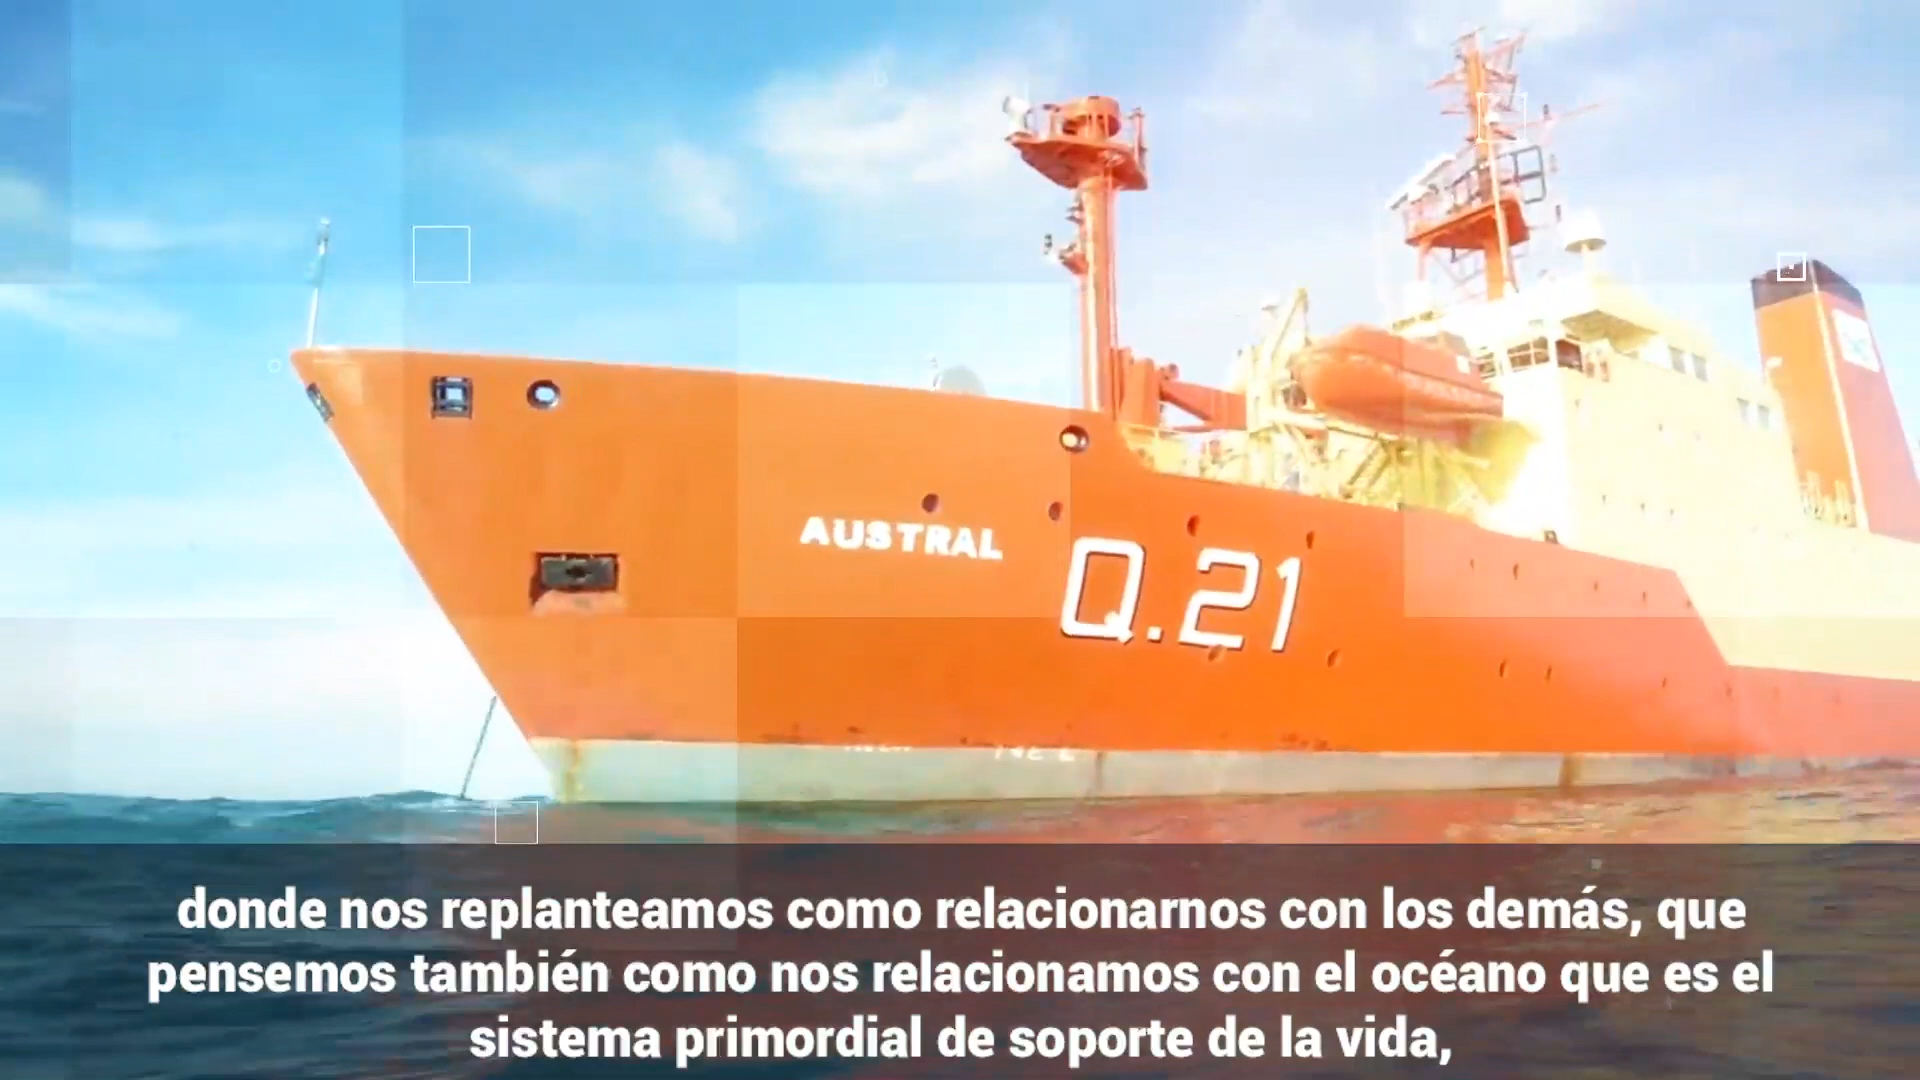 AUSTRAL
Q.21
donde nos replanteamos como relacionarnos con los demás, que
pensemos también como nos relacionamos con el océano que es el
sistema primordial de soporte de la vida,